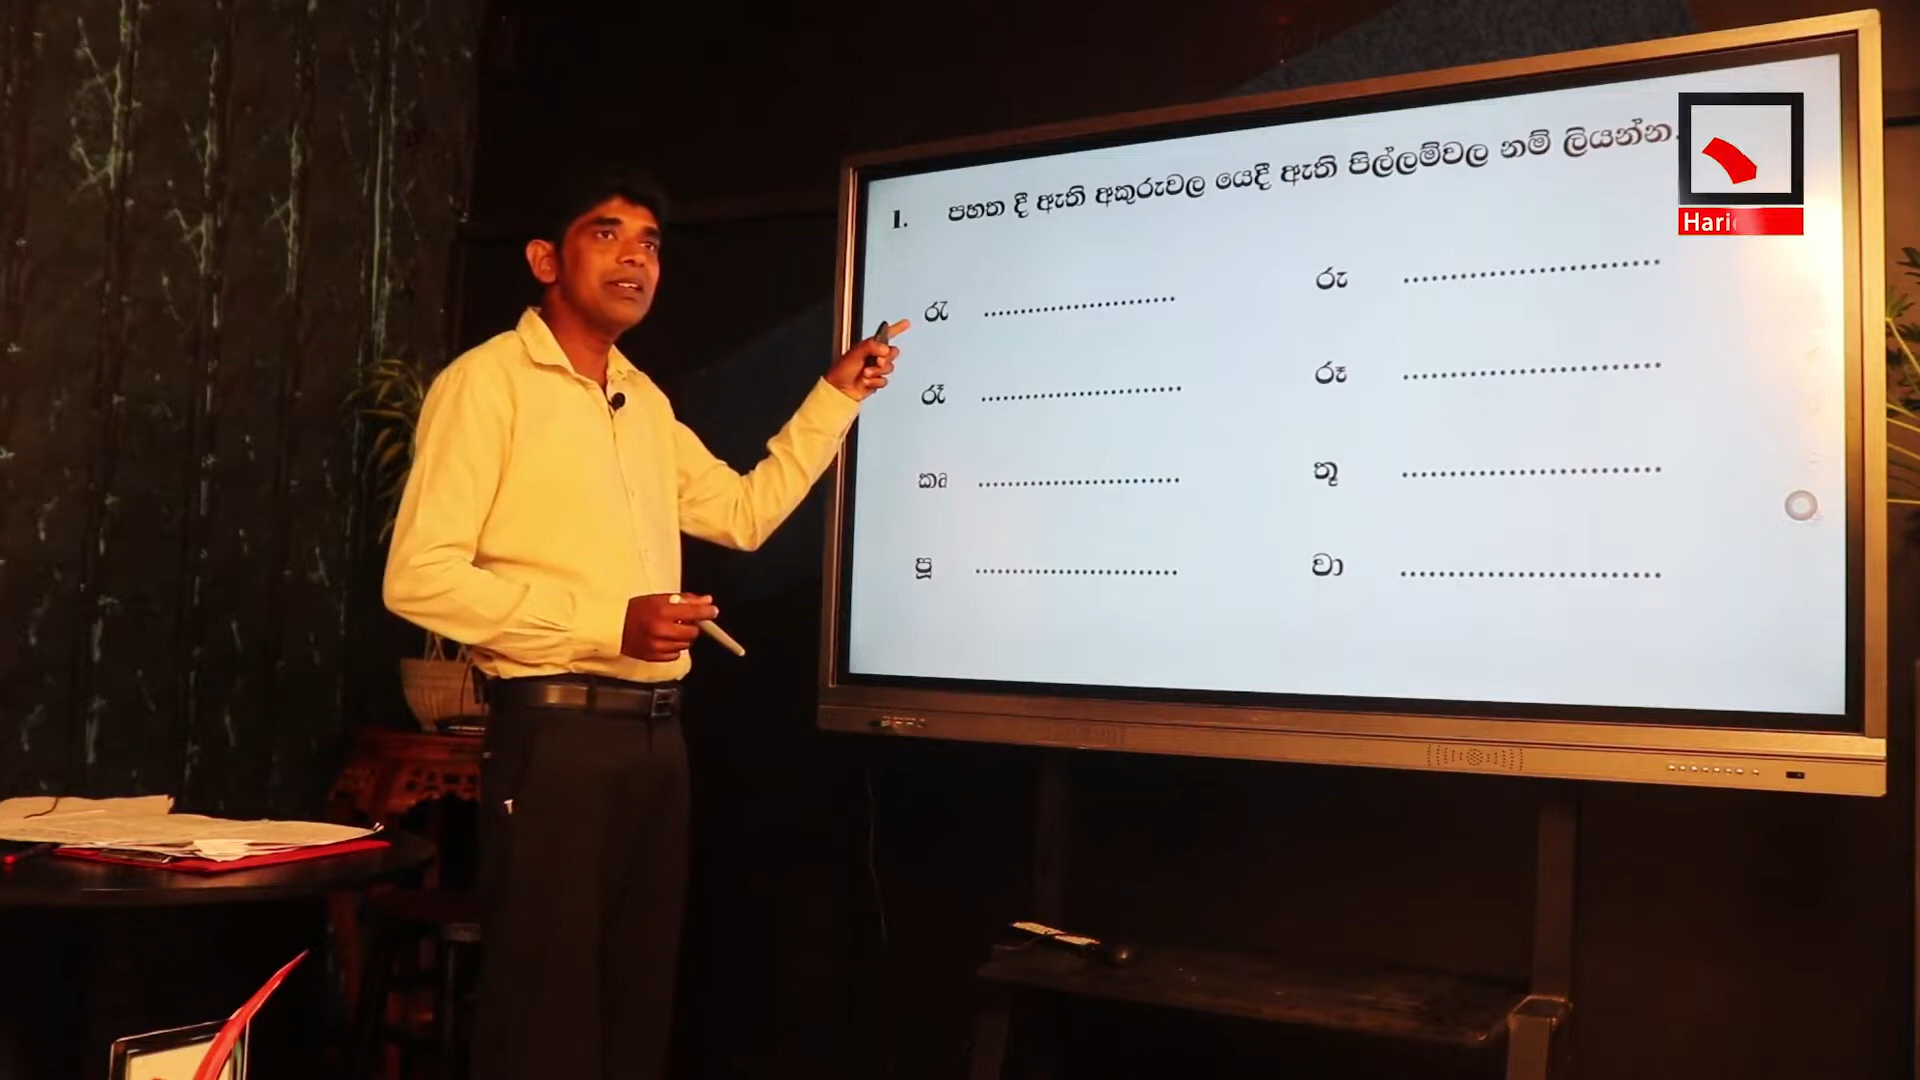 1. පහත දී ඇති අකුරුවල යෙදී ඇති පිල්ලම්වල නම් ලියන්න.
රැ ........................ රු ........................
රෑ ........................ රූ ........................
කෘ ........................ තූ ........................
පූ ........................ වා ........................
Hari